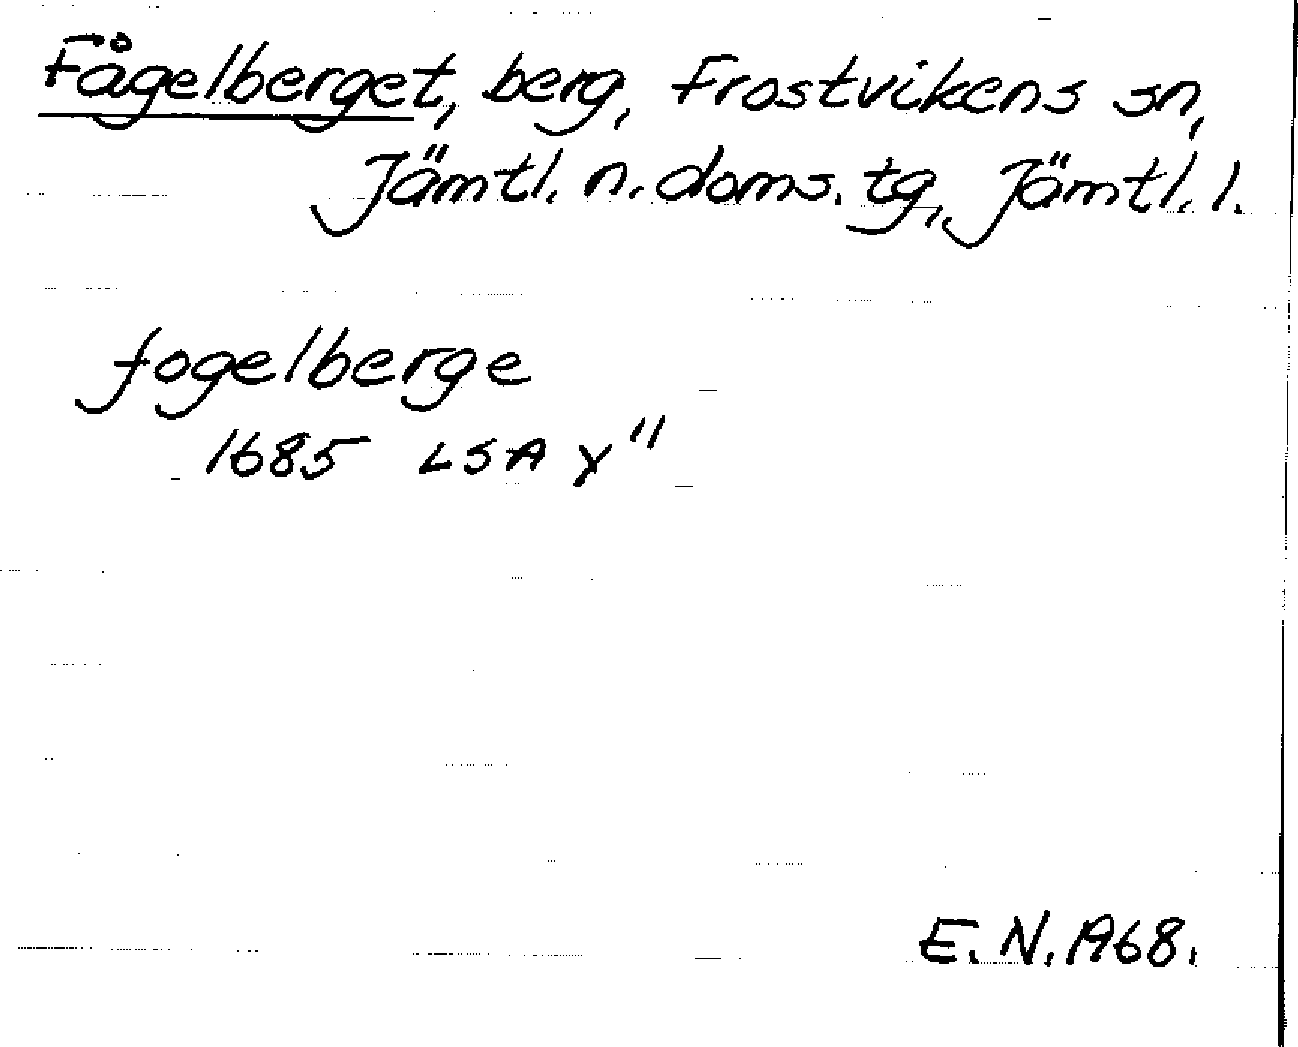 Fågelberget, berg, Frostvikens sn,
Jämtl. n. doms. tg, Jämtl. l.
fogelberge
1685 LSA Y"
E. N. 1968.